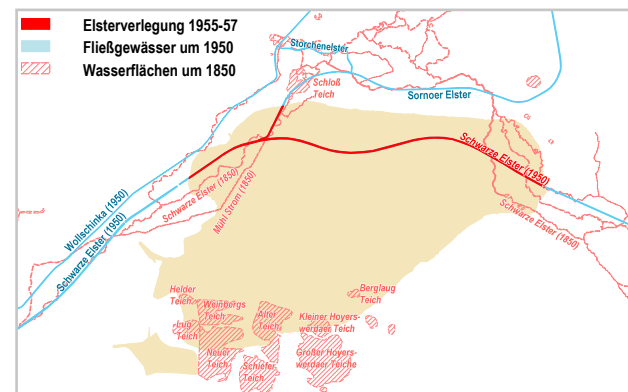 Elsterverlegung 1955-57
Fließgewässer um 1950
Wasserflächen um 1850
Storchenelster
Schloß
Teich
Sornoer Elster
Schwarze Elster (1950)
Schwarze Elster (1850)
Wollschinka (1950)
Schwarze Elster (1950)
Mühl Strom (1850)
Schwarze Elster (1850)
Helder
Teich
Weinbergs
Teich
Berglaug
Teich
Lug
Teich
Alter
Teich
Kleiner Hoyers-
werdaer Teich
Neuer
Teich
Schiefer
Teich
Großer Hoyers-
werdaer Teiche